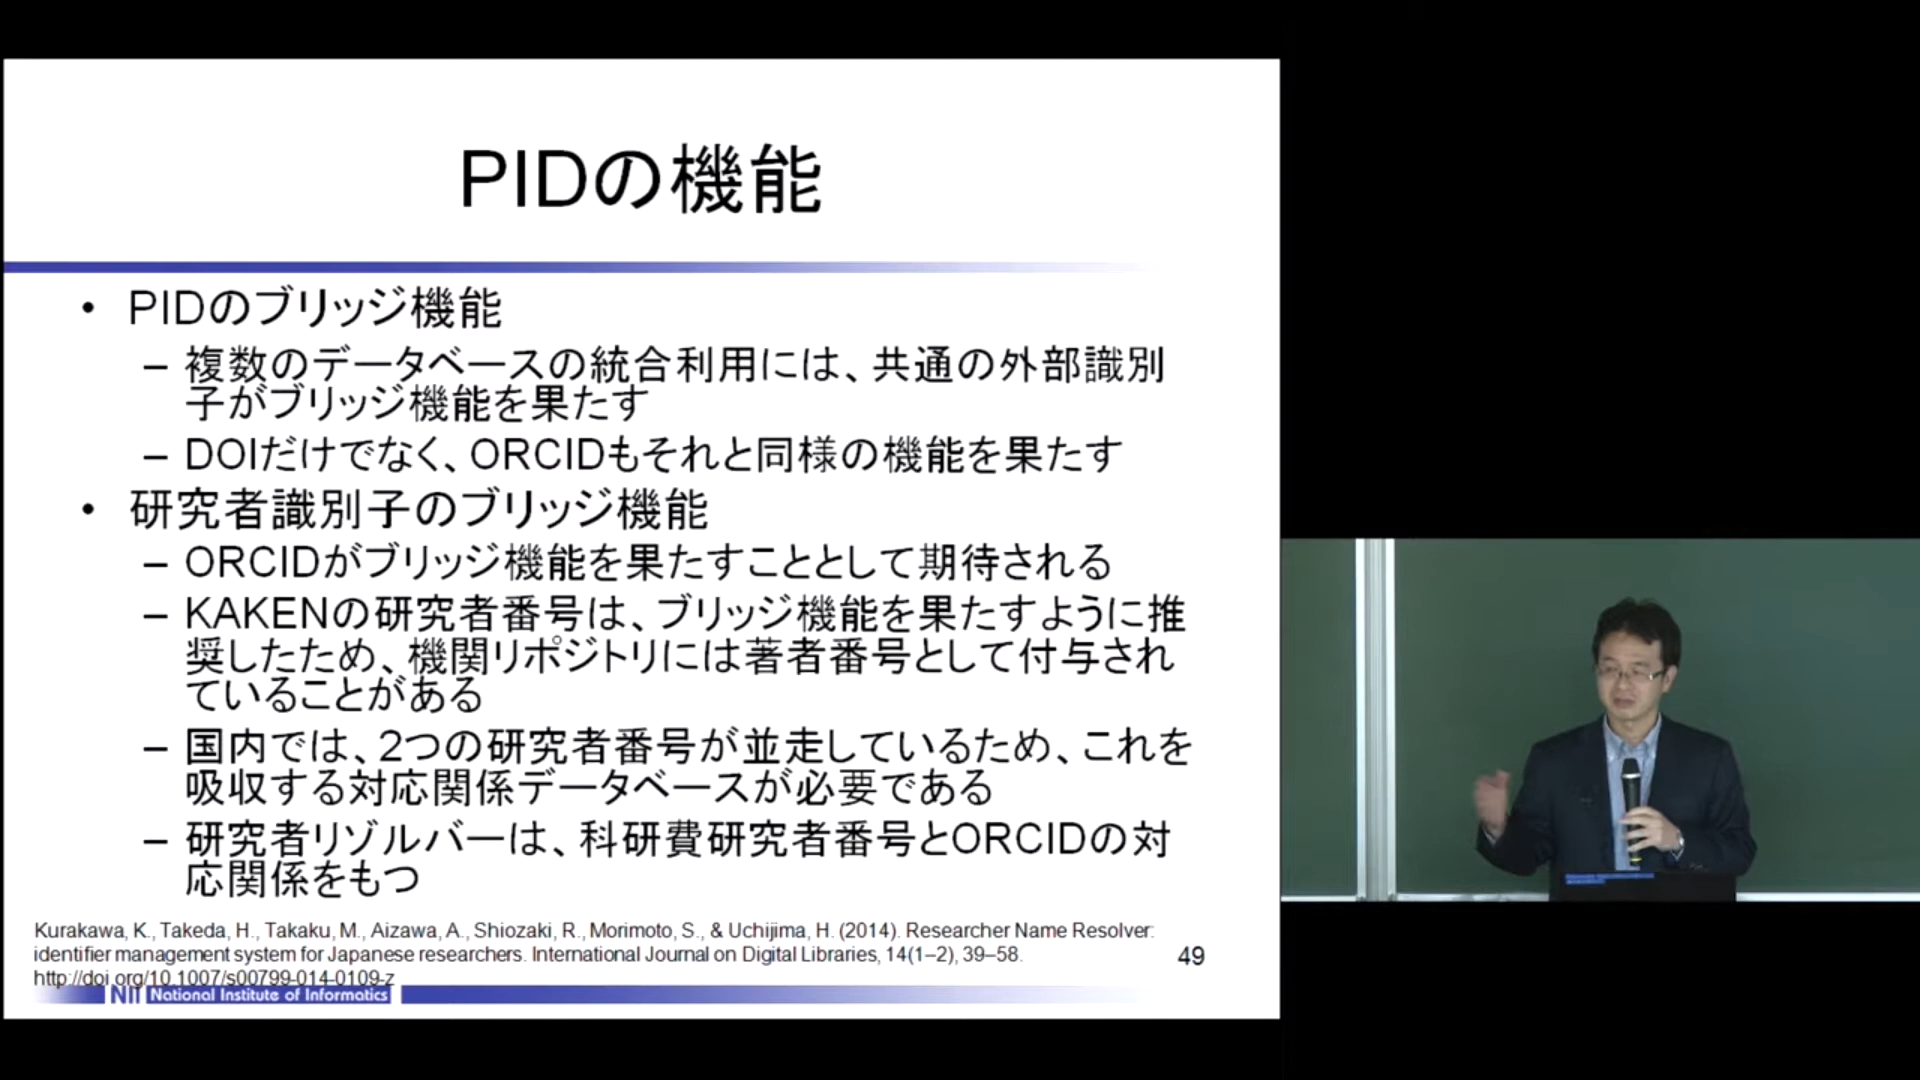 PIDの機能
• PIDのブリッジ機能
– 複数のデータベースの統合利用には、共通の外部識別
子がブリッジ機能を果たす
– DOIだけでなく、ORCIDもそれと同様の機能を果たす
• 研究者識別子のブリッジ機能
– ORCIDがブリッジ機能を果たすこととして期待される
– KAKENの研究者番号は、ブリッジ機能を果たすように推
奨したため、機関リポジトリには著者番号として付与され
ていることがある
– 国内では、2つの研究者番号が並走しているため、これを
吸収する対応関係データベースが必要である
– 研究者リゾルバーは、科研費研究者番号とORCIDの対
応関係をもつ
Kurakawa, K., Takeda, H., Takaku, M., Aizawa, A., Shiozaki, R., Morimoto, S., & Uchijima, H. (2014). Researcher Name Resolver:
identifier management system for Japanese researchers. International Journal on Digital Libraries, 14(1–2), 39–58.
http://doi.org/10.1007/s00799-014-0109-z
49
NII National Institute of Informatics